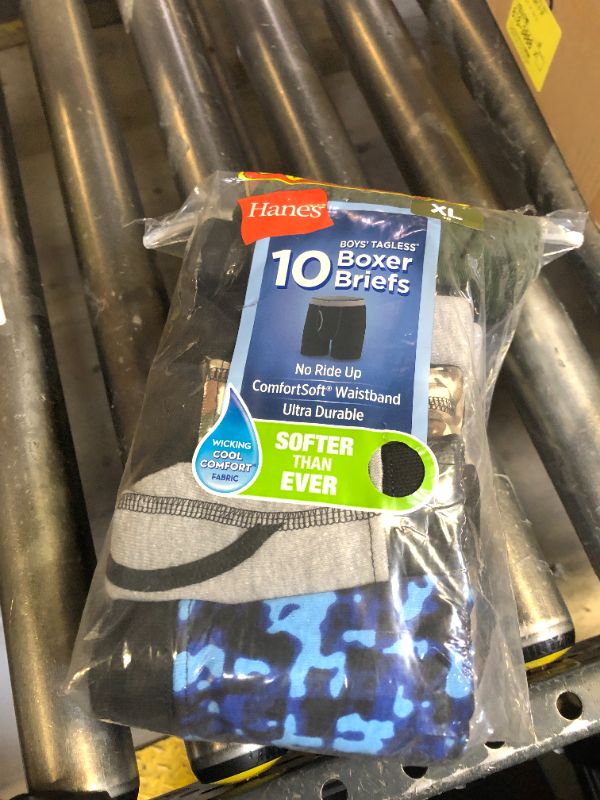 Hanes
XL
BOYS' TAGLESS
10 Boxer
Briefs
No Ride Up
ComfortSoft® Waistband
Ultra Durable
WICKING
COOL
COMFORT™
FABRIC
SOFTER
THAN
EVER